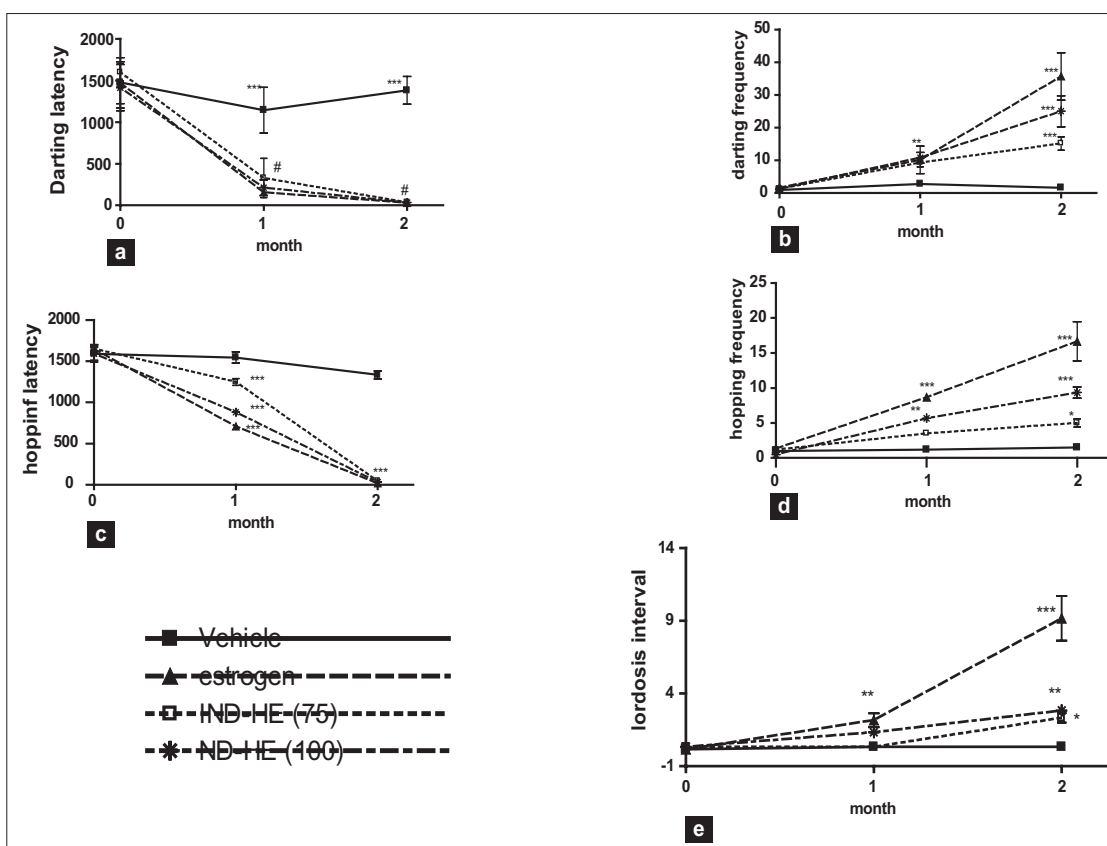 Darting latency
2000
1500
1000
500
0
***
***
#
#
0 1 2
month
a
darting frequency
50
40
30
20
10
0
**
***
***
***
0 1 2
month
b
hoppinf latency
2000
1500
1000
500
0
***
***
***
***
0 1 2
month
c
hopping frequency
25
20
15
10
5
0
***
**
***
***
*
0 1 2
month
d
Vehicle
estrogen
IND-HE (75)
ND-HE (100)
lordosis interval
14
9
4
-1
**
***
**
*
0 1 2
month
e